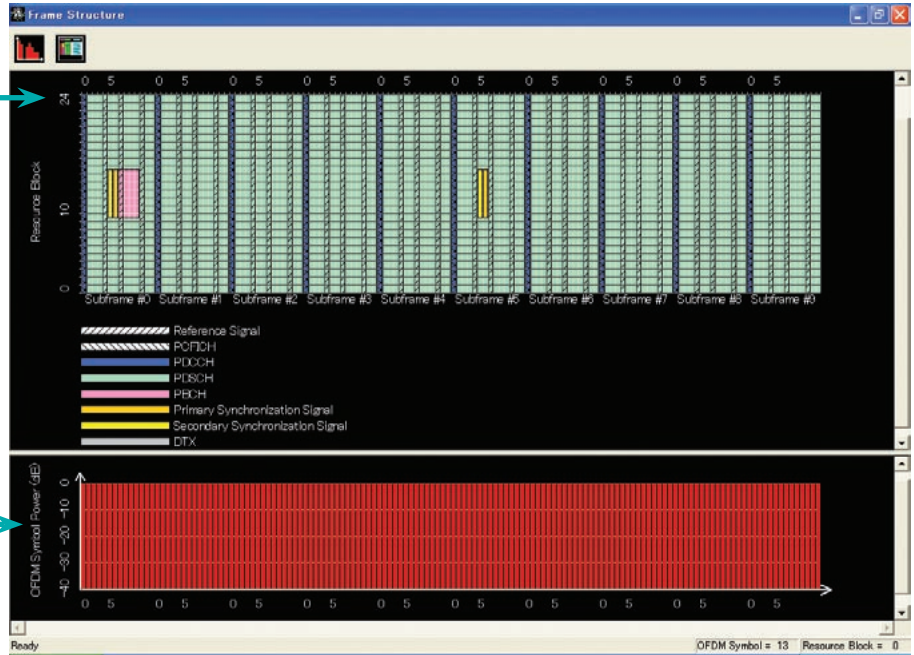 Frame Structure
0 5 0 5 0 5 0 5 0 5 0 5 0 5 0 5 0 5 0 5
24
Resource Block
10
0
Subframe #0 Subframe #1 Subframe #2 Subframe #3 Subframe #4 Subframe #5 Subframe #6 Subframe #7 Subframe #8 Subframe #9
Reference Signal
PCFICH
PDCCH
PDSCH
PBCH
Primary Synchronization Signal
Secondary Synchronization Signal
DTX
OFDM Symbol Power (dB)
0
-10
-20
-30
-40
0 5 0 5 0 5 0 5 0 5 0 5 0 5 0 5 0 5 0 5
Ready
OFDM Symbol = 13 Resource Block = 0